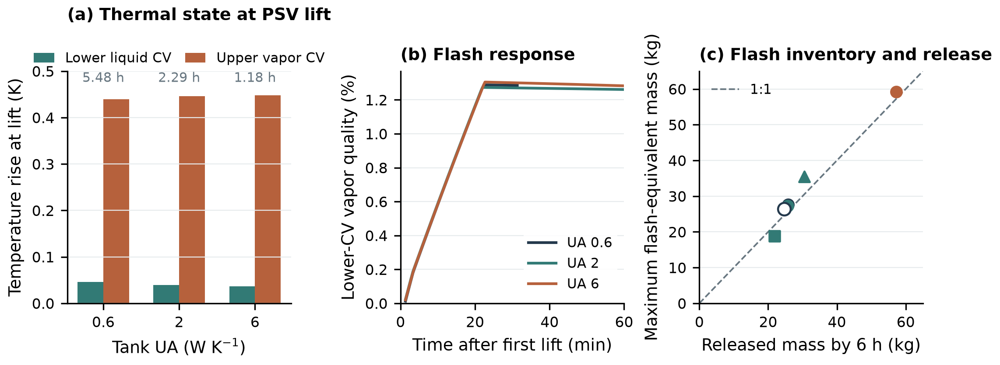 (a) Thermal state at PSV lift
Lower liquid CV
Upper vapor CV
Temperature rise at lift (K)
0.5
0.4
0.3
0.2
0.1
0.0
5.48 h
2.29 h
1.18 h
0.6
2
6
Tank UA (W K⁻¹)
(b) Flash response
Lower-CV vapor quality (%)
1.2
1.0
0.8
0.6
0.4
0.2
0.0
UA 0.6
UA 2
UA 6
0
20
40
60
Time after first lift (min)
(c) Flash inventory and release
Maximum flash-equivalent mass (kg)
60
50
40
30
20
10
0
1:1
0
20
40
60
Released mass by 6 h (kg)